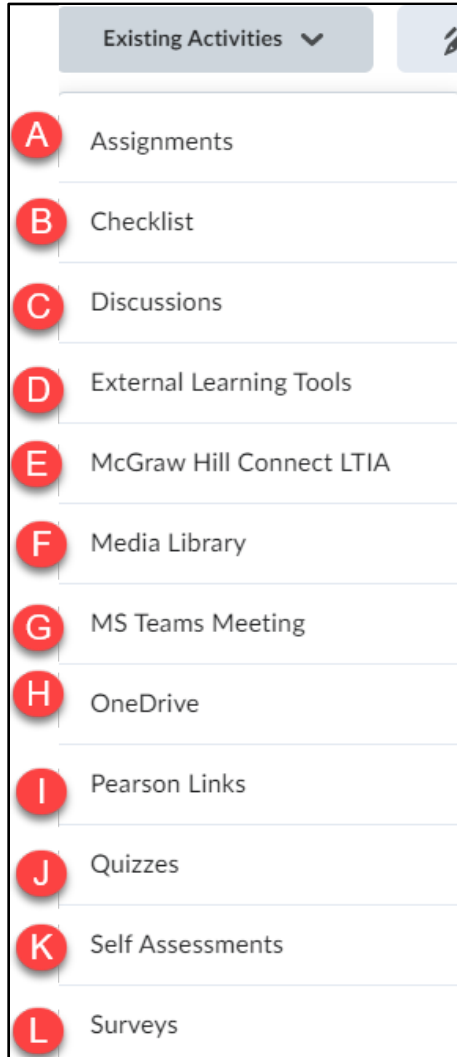 Existing Activities
A Assignments
B Checklist
C Discussions
D External Learning Tools
E McGraw Hill Connect LTIA
F Media Library
G MS Teams Meeting
H OneDrive
I Pearson Links
J Quizzes
K Self Assessments
L Surveys